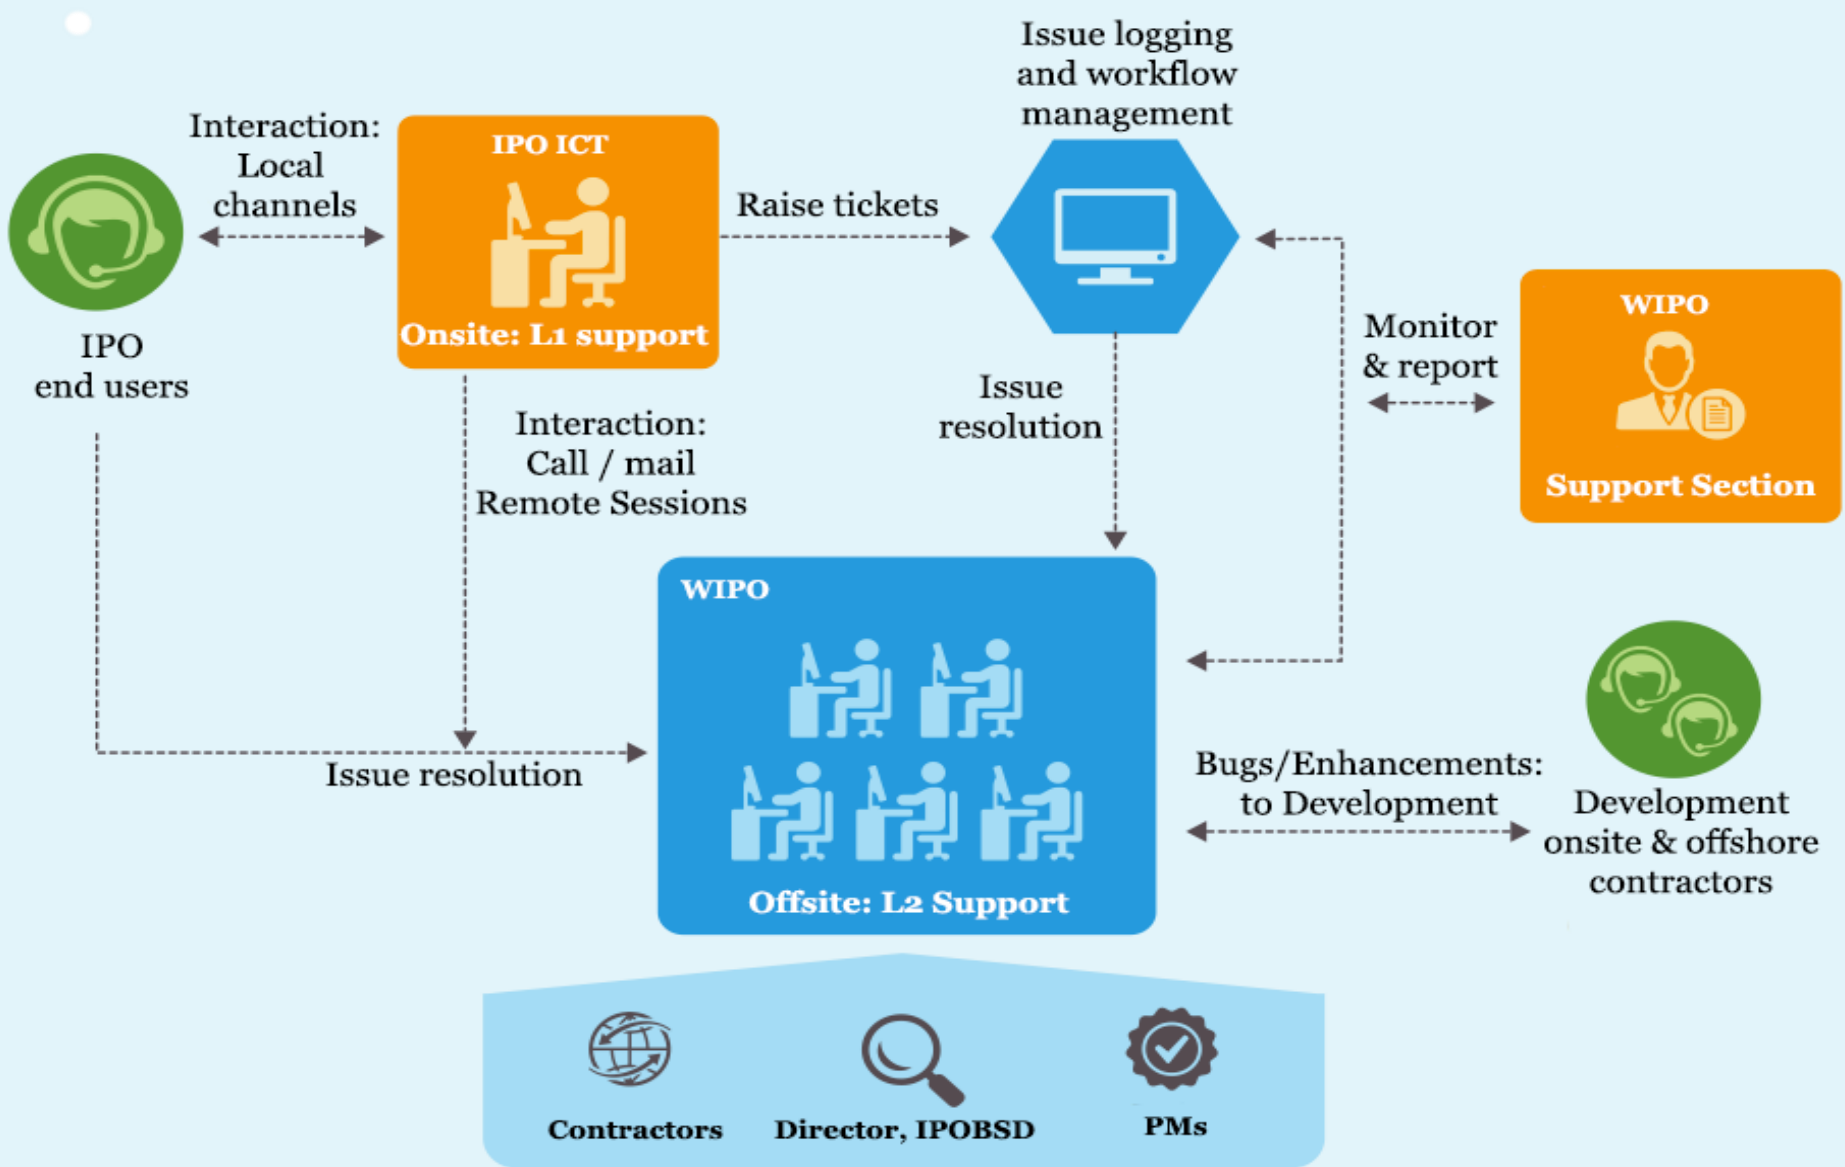 Issue logging
and workflow
management
Interaction:
Local
channels
IPO ICT
Onsite: L1 support
Raise tickets
IPO
end users
WIPO
Support Section
Monitor
& report
Issue
resolution
Interaction:
Call / mail
Remote Sessions
WIPO
Offsite: L2 Support
Issue resolution
Bugs/Enhancements:
to Development
Development
onsite & offshore
contractors
Contractors
Director, IPOBSD
PMs